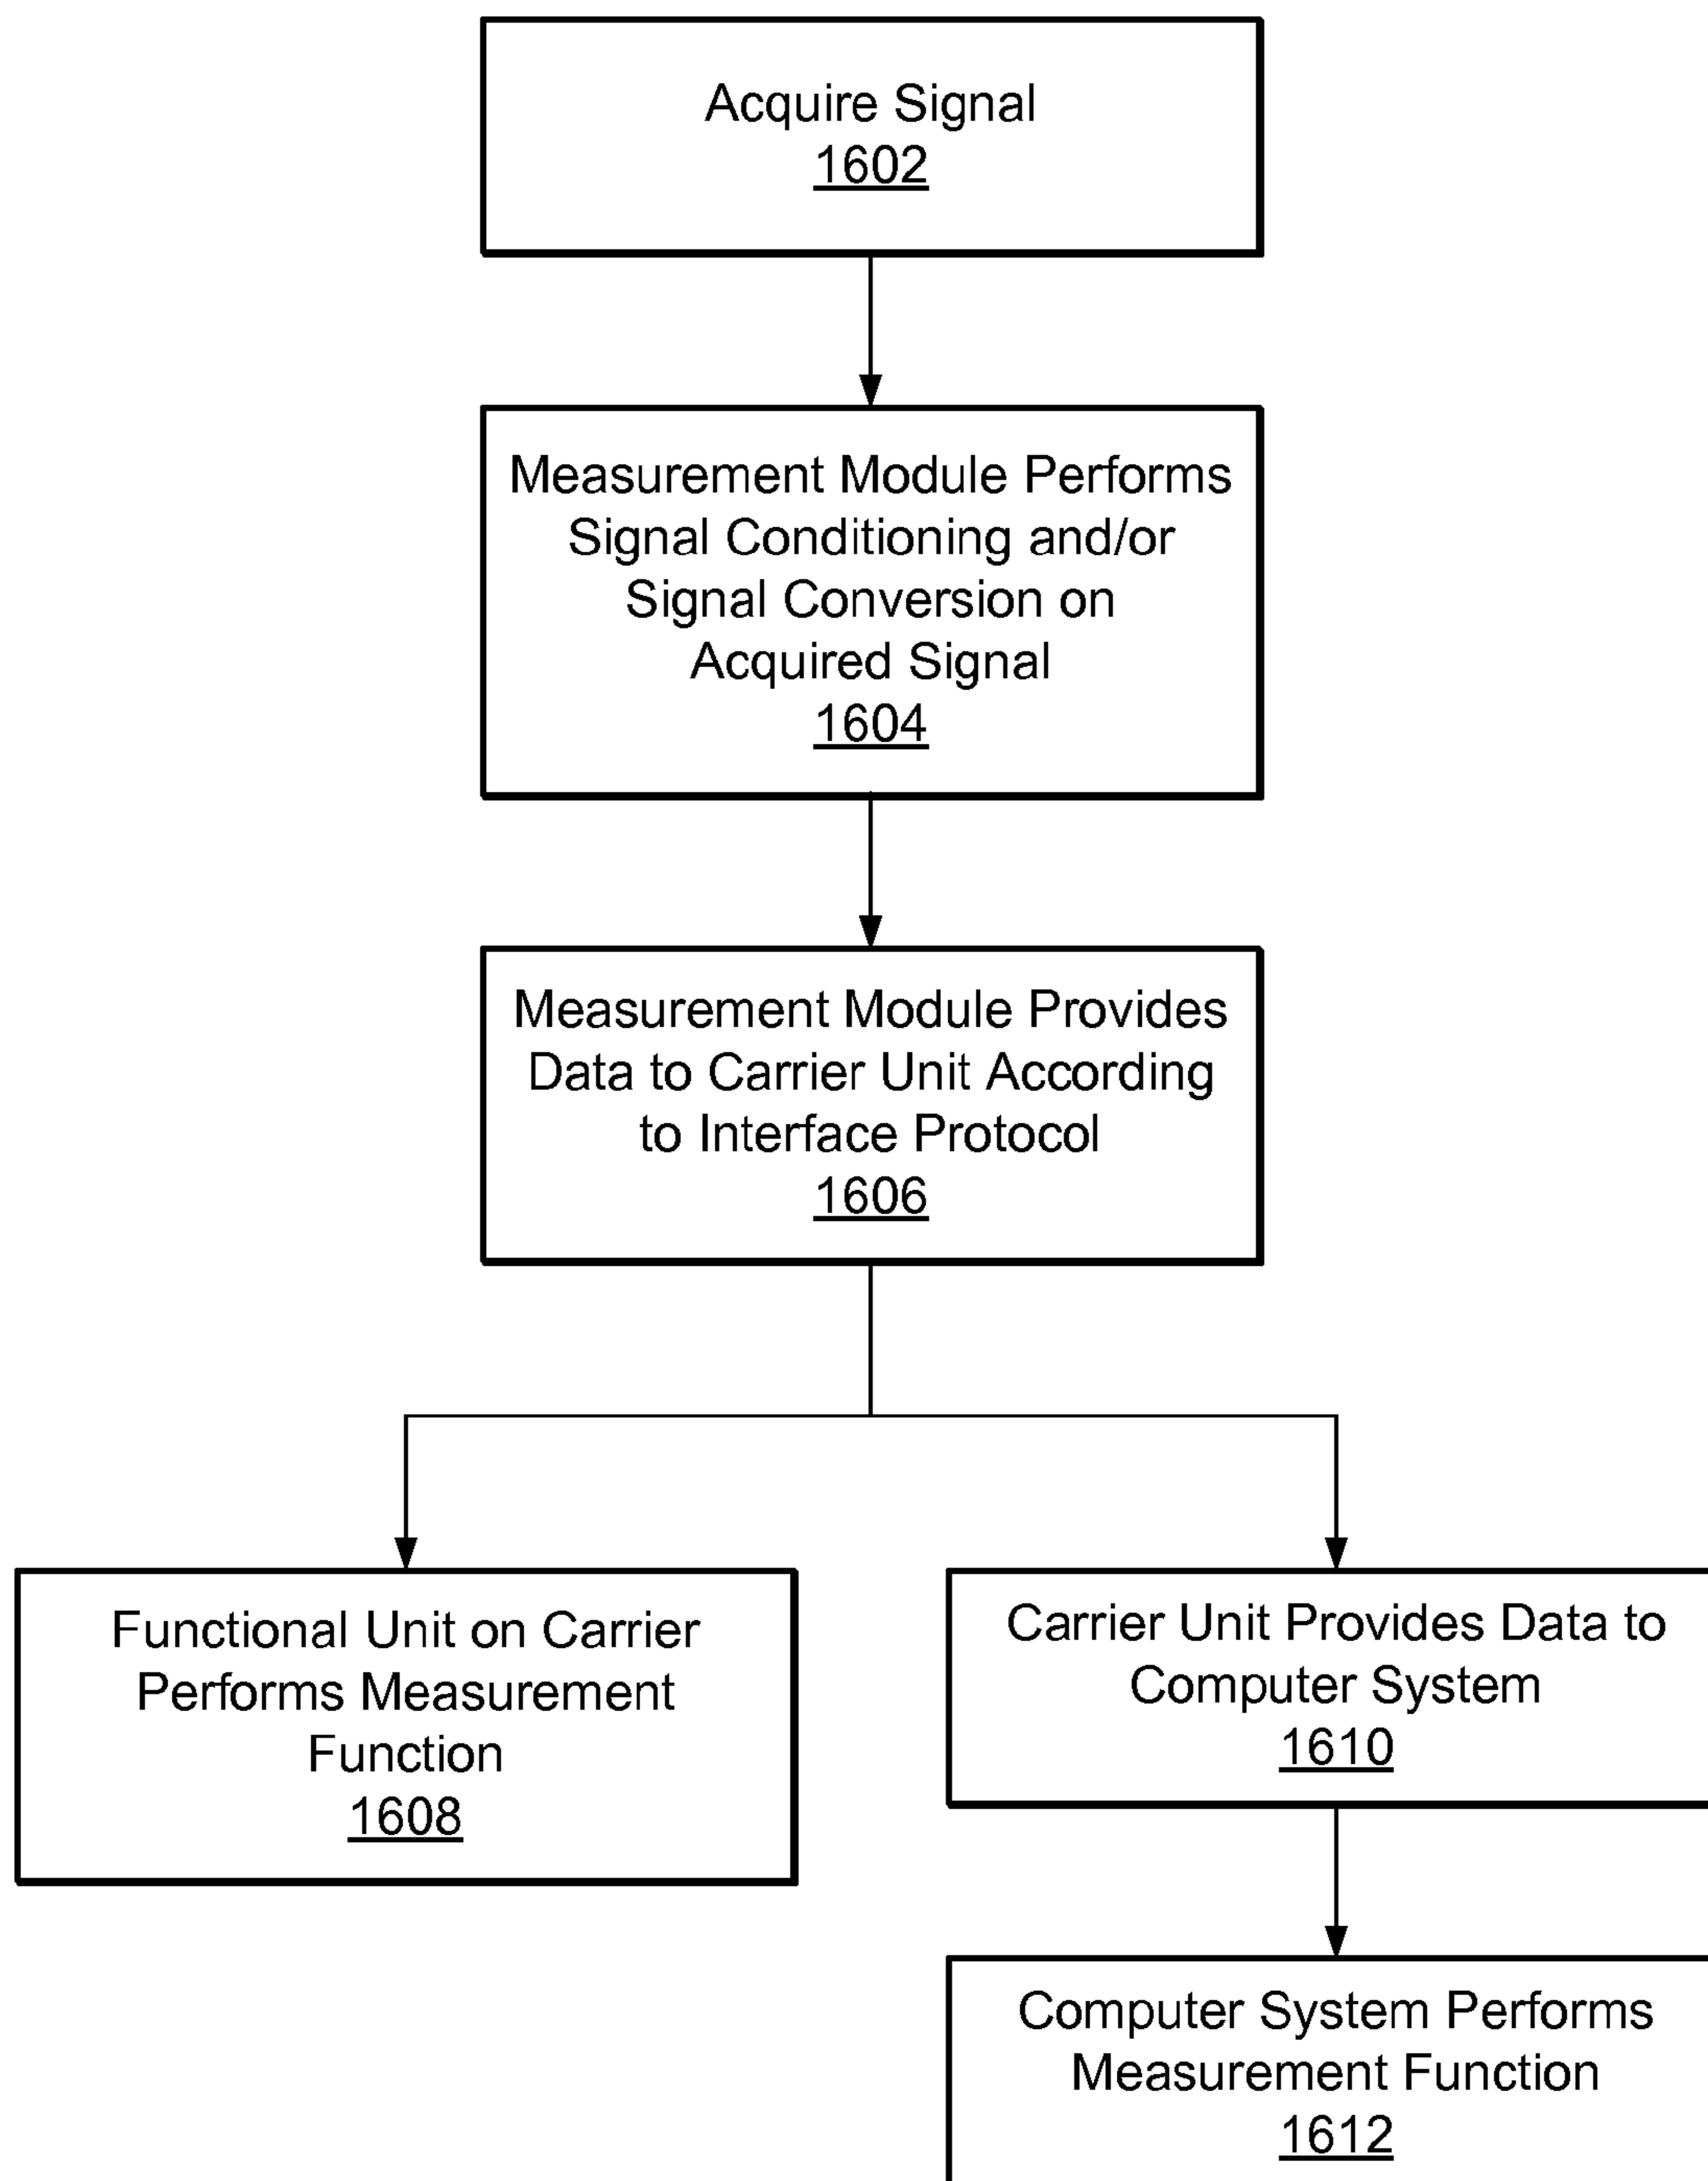 Acquire Signal
1602
Measurement Module Performs
Signal Conditioning and/or
Signal Conversion on
Acquired Signal
1604
Measurement Module Provides
Data to Carrier Unit According
to Interface Protocol
1606
Functional Unit on Carrier
Performs Measurement
Function
1608
Carrier Unit Provides Data to
Computer System
1610
Computer System Performs
Measurement Function
1612